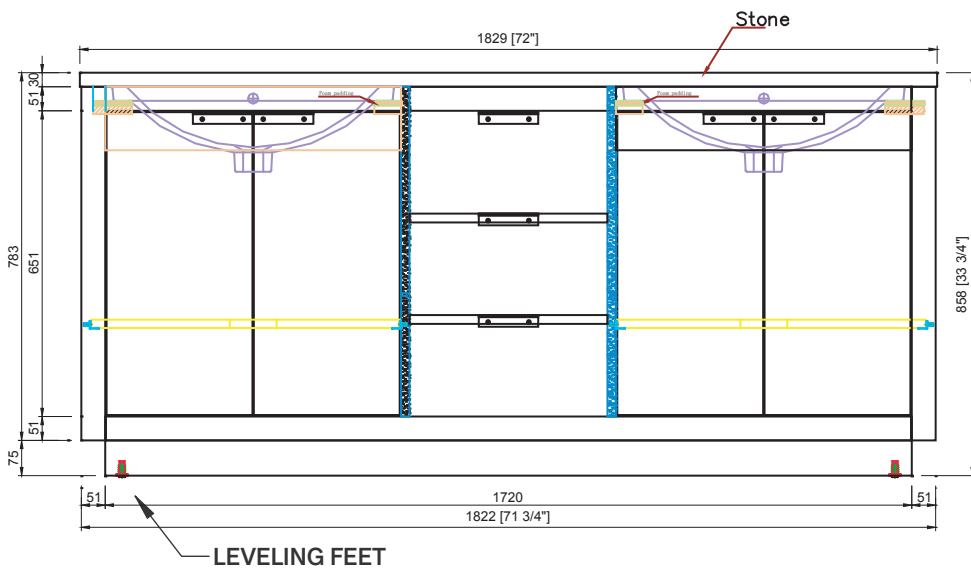 Stone
1829 [72"]
30
51
Foam padding
Foam padding
783
651
858 [33 3/4"]
51
75
51
1720
51
1822 [71 3/4"]
LEVELING FEET